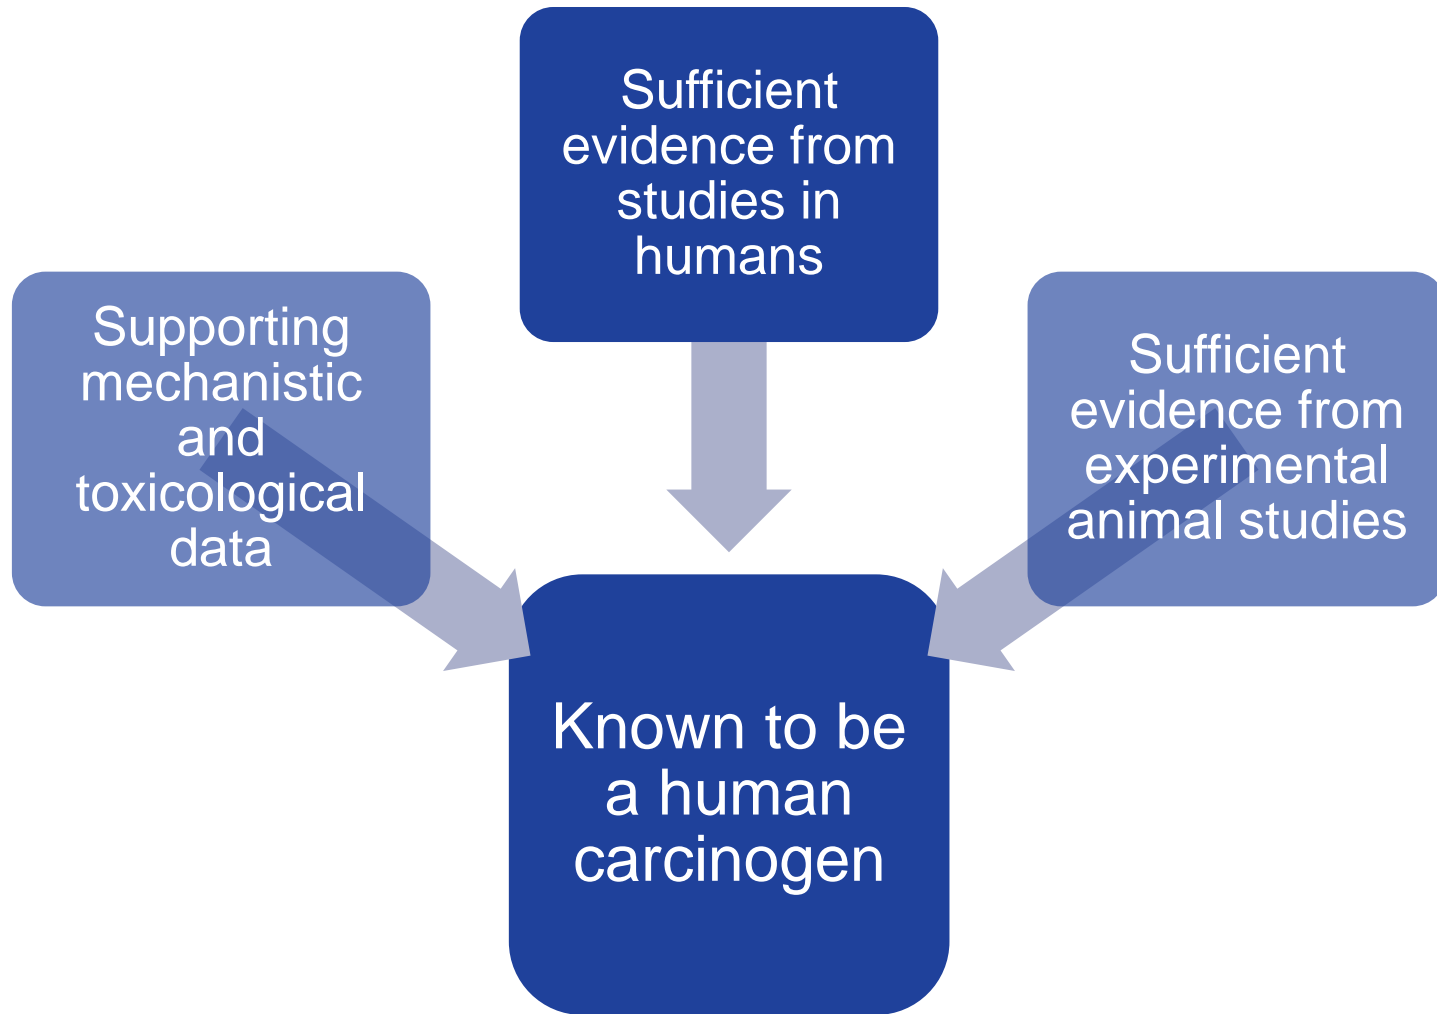 Sufficient
evidence from
studies in
humans
Supporting
mechanistic
and
toxicological
data
Sufficient
evidence from
experimental
animal studies
Known to be
a human
carcinogen